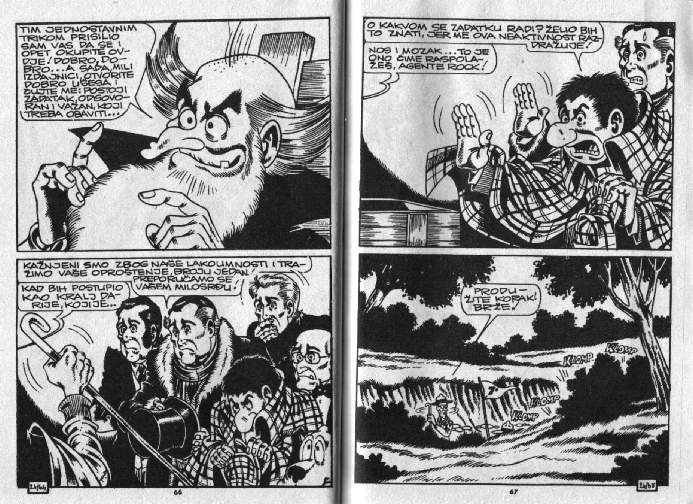 TIM JEDNOSTAVNIM
TRIKOM PRISILIO
SAM VAS DA SE I
OPET OKUPITE OV-
DJE! DOBRO, DO-
BRO... A SADA, MILI
IZDAJNICI, OTVORITE
DOBRO UŠESA I
ČUJTE ME: POSTOJI
ZADATAK, ODGOVO-
RAN I VAŽAN, KOJI
TREBA OBAVITI...
KAŽNJENI SMO ZBOG NAŠE LAKOUMNOSTI I TRA-
ŽIMO VAŠE OPROŠTENJE, BROJU JEDAN!
PREPORUČAMO SE
VAŠEM MILOSRĐU!
KAD BIH POSTUPIO
KAO KRALJ DA-
RIJE, KOJI JE...
66
O KAKVOM SE ZADATKU RADI? ŽELIO BIH
TO ZNATI, JER ME OVA NEAKTIVNOST RAZ-
DRAŽUJE!
NOS I MOZAK... TO JE
ONO ČIME RASPOLA-
ŽEŠ, AGENTE ROOK!
PRODU-
ŽITE KORAK!
BRŽE!
KLOMP
KLOMP
KLOMP
KLOMP
67